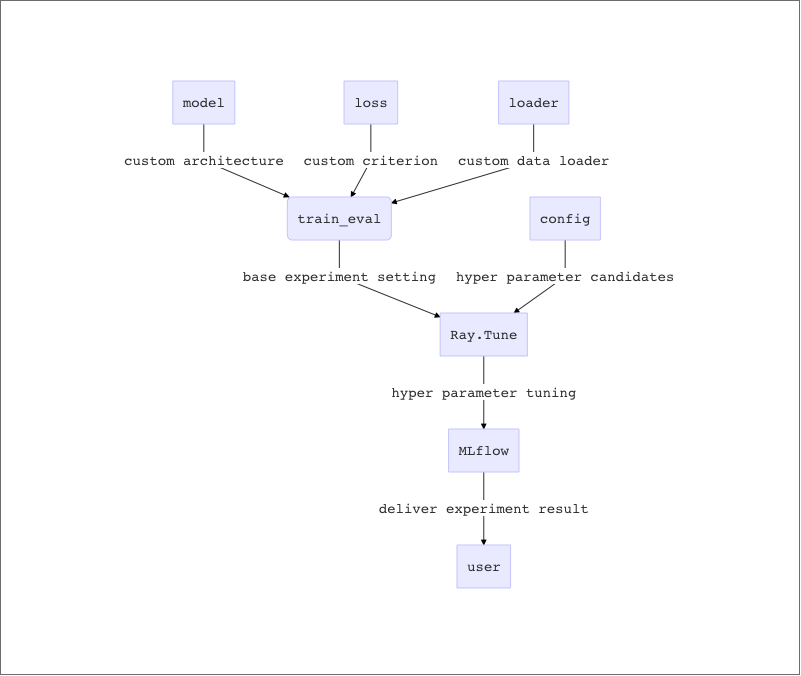 model
loss
loader
custom architecture
custom criterion
custom data loader
train_eval
config
base experiment setting
hyper parameter candidates
Ray.Tune
hyper parameter tuning
MLflow
deliver experiment result
user